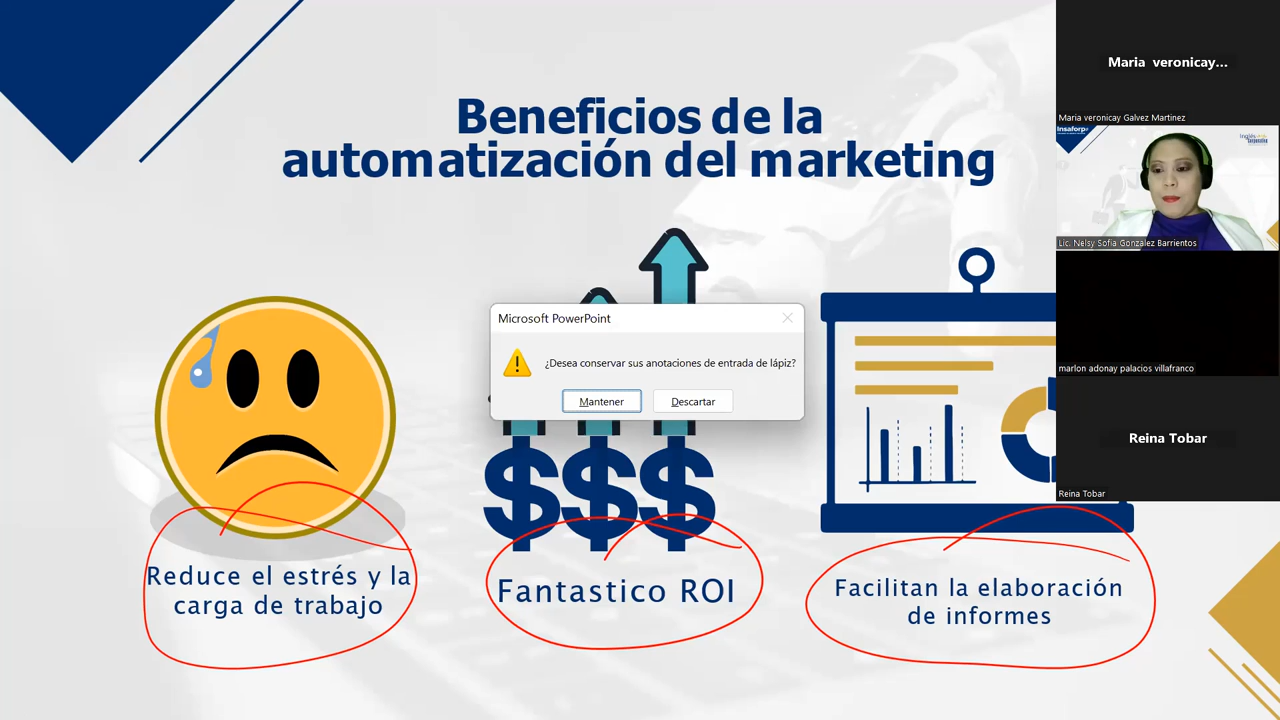 Beneficios de la
automatización del marketing
Microsoft PowerPoint
¿Desea conservar sus anotaciones de entrada de lápiz?
Mantener
Descartar
$$$
Reduce el estrés y la
carga de trabajo
Fantastico ROI
Facilitan la elaboración
de informes
Maria veronicay...
Maria veronicay Galvez Martinez
Insaforp
Lic. Nelsy Sofia Gonzalez Barrientos
marlon adonay palacios villafranco
Reina Tobar
Reina Tobar